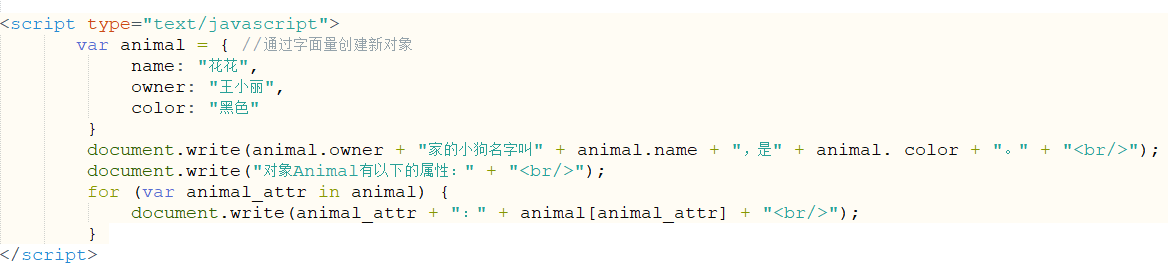 <script type="text/javascript">
var animal = { //通过字面量创建新对象
name: "花花",
owner: "王小丽",
color: "黑色"
}
document.write(animal.owner + "家的小狗名字叫" + animal.name + "，是" + animal. color + "。" + "<br/>");
document.write("对象Animal有以下的属性：" + "<br/>");
for (var animal_attr in animal) {
document.write(animal_attr + "：" + animal[animal_attr] + "<br/>");
}
</script>